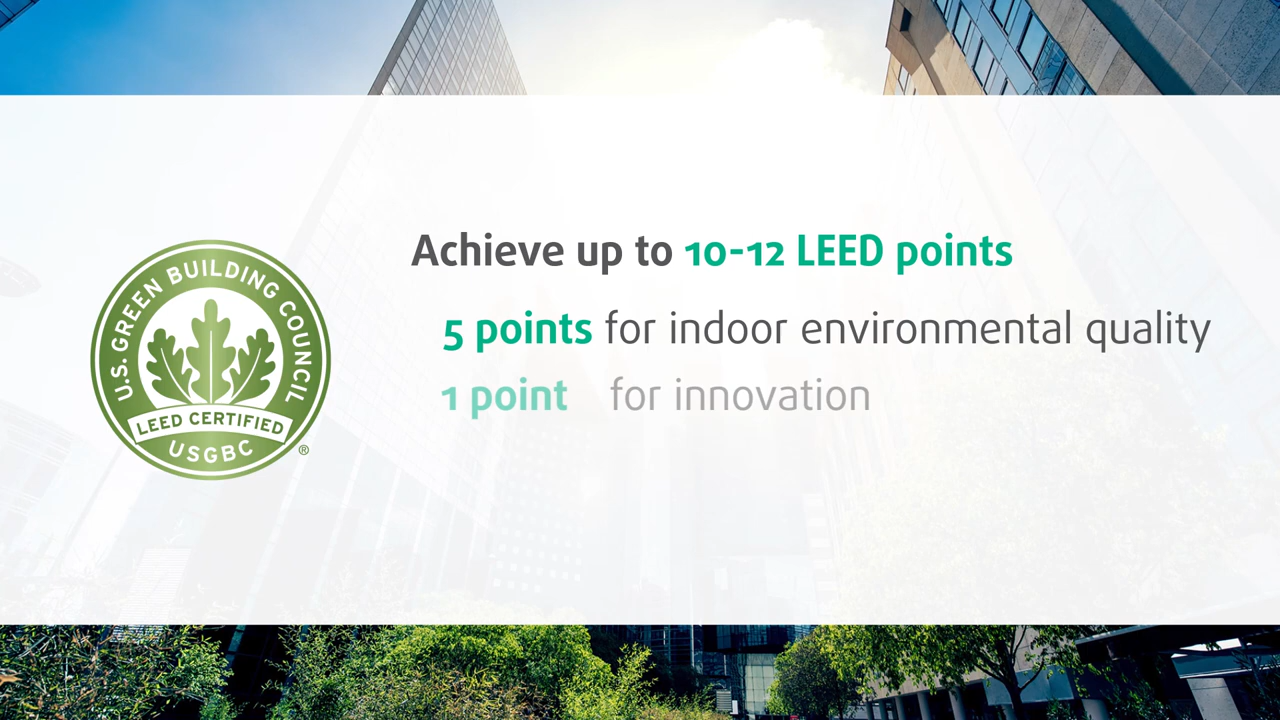 U.S. GREEN BUILDING COUNCIL
LEED CERTIFIED
USGBC
®
Achieve up to 10-12 LEED points
5 points for indoor environmental quality
1 point for innovation